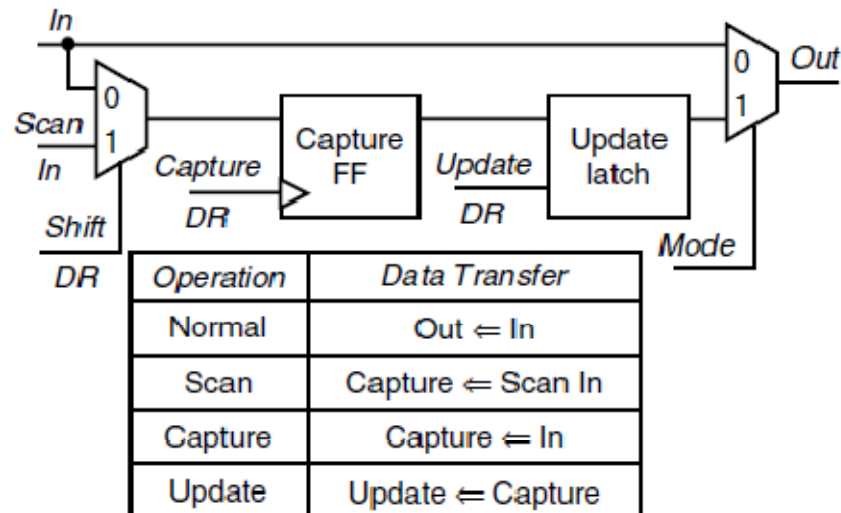 In
0
1
Out
0
1
Scan
In
Capture
DR
Capture
FF
Update
DR
Update
latch
Shift
DR
Mode
Operation Data Transfer
Normal Out ⇐ In
Scan Capture ⇐ Scan In
Capture Capture ⇐ In
Update Update ⇐ Capture